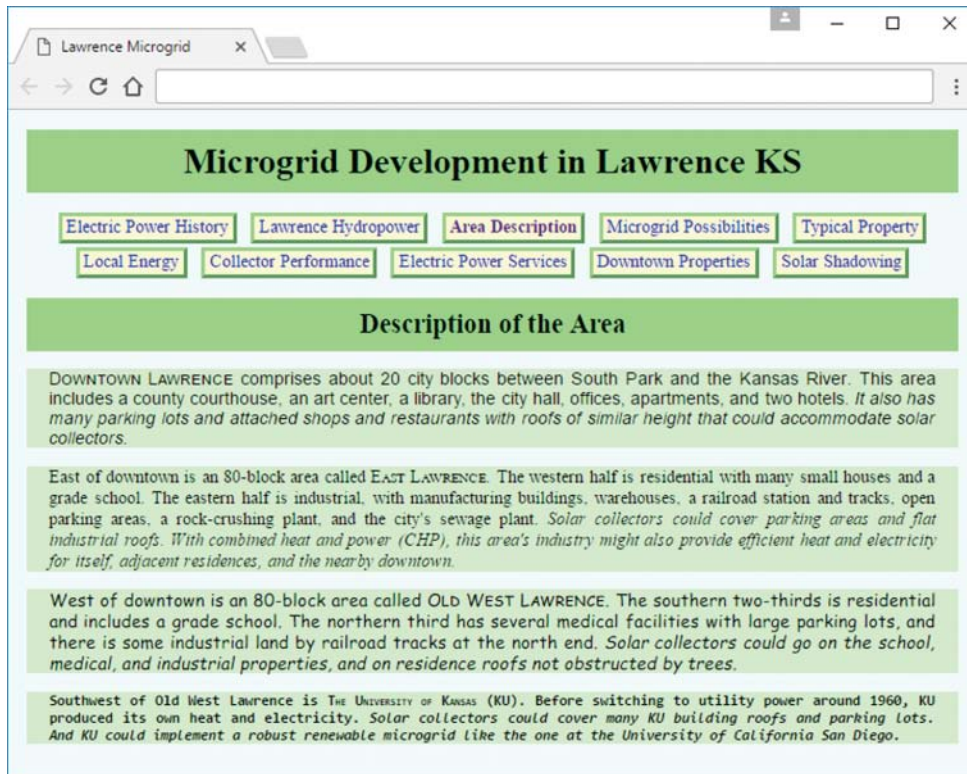 Lawrence Microgrid
Microgrid Development in Lawrence KS
Electric Power History Lawrence Hydropower Area Description Microgrid Possibilities Typical Property
Local Energy Collector Performance Electric Power Services Downtown Properties Solar Shadowing
Description of the Area
DOWNTOWN LAWRENCE comprises about 20 city blocks between South Park and the Kansas River. This area
includes a county courthouse, an art center, a library, the city hall, offices, apartments, and two hotels. It also has
many parking lots and attached shops and restaurants with roofs of similar height that could accommodate solar
collectors.
East of downtown is an 80-block area called EAST LAWRENCE. The western half is residential with many small houses and a
grade school. The eastern half is industrial, with manufacturing buildings, warehouses, a railroad station and tracks, open
parking areas, a rock-crushing plant, and the city's sewage plant. Solar collectors could cover parking areas and flat
industrial roofs. With combined heat and power (CHP), this area's industry might also provide efficient heat and electricity
for itself, adjacent residences, and the nearby downtown.
West of downtown is an 80-block area called OLD WEST LAWRENCE. The southern two-thirds is residential
and includes a grade school. The northern third has several medical facilities with large parking lots, and
there is some industrial land by railroad tracks at the north end. Solar collectors could go on the school,
medical, and industrial properties, and on residence roofs not obstructed by trees.
Southwest of Old West Lawrence is THE UNIVERSITY OF KANSAS (KU). Before switching to utility power around 1960, KU
produced its own heat and electricity. Solar collectors could cover many KU building roofs and parking lots.
And KU could implement a robust renewable microgrid like the one at the University of California San Diego.